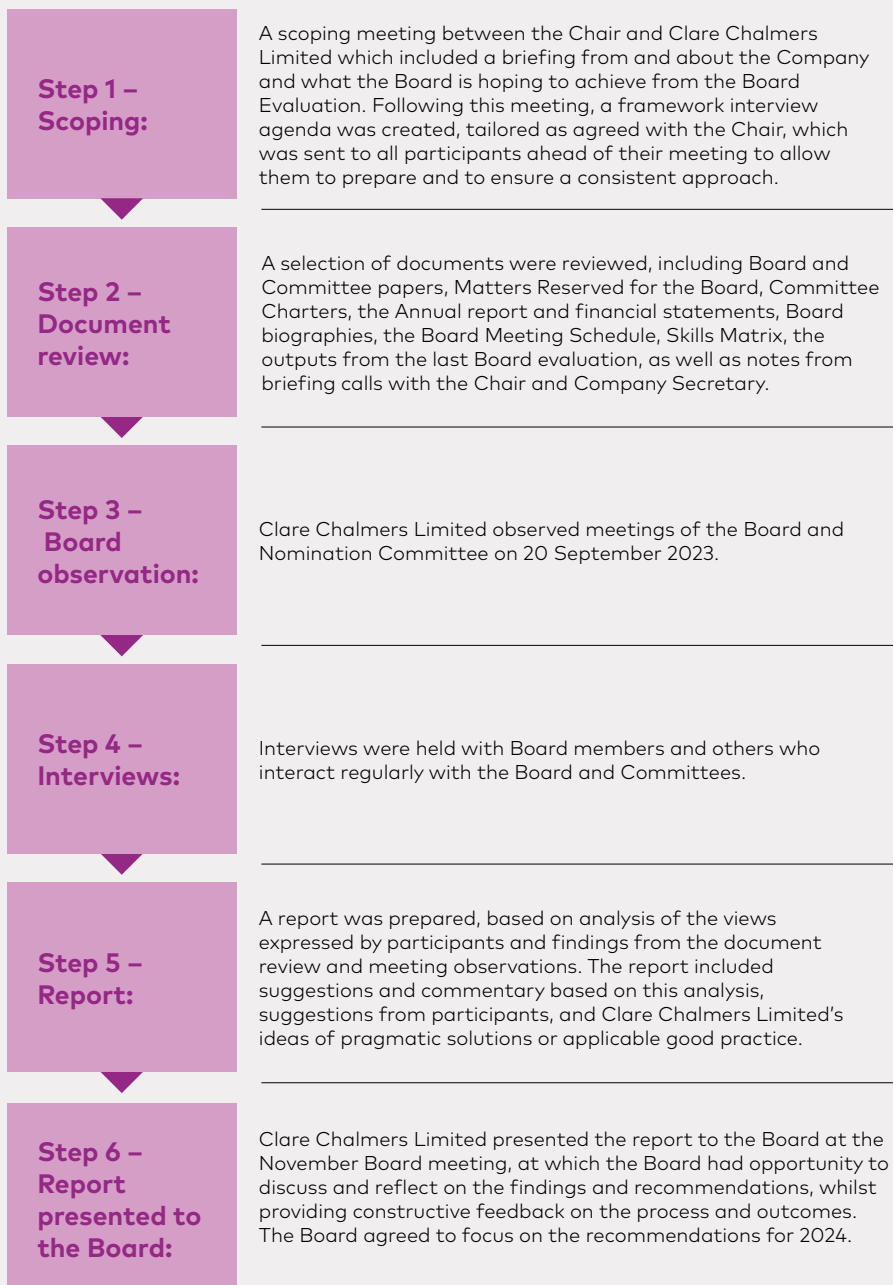 Step 1 –
Scoping:
A scoping meeting between the Chair and Clare Chalmers
Limited which included a briefing from and about the Company
and what the Board is hoping to achieve from the Board
Evaluation. Following this meeting, a framework interview
agenda was created, tailored as agreed with the Chair, which
was sent to all participants ahead of their meeting to allow
them to prepare and to ensure a consistent approach.
Step 2 –
Document
review:
A selection of documents were reviewed, including Board and
Committee papers, Matters Reserved for the Board, Committee
Charters, the Annual report and financial statements, Board
biographies, the Board Meeting Schedule, Skills Matrix, the
outputs from the last Board evaluation, as well as notes from
briefing calls with the Chair and Company Secretary.
Step 3 –
Board
observation:
Clare Chalmers Limited observed meetings of the Board and
Nomination Committee on 20 September 2023.
Step 4 –
Interviews:
Interviews were held with Board members and others who
interact regularly with the Board and Committees.
Step 5 –
Report:
A report was prepared, based on analysis of the views
expressed by participants and findings from the document
review and meeting observations. The report included
suggestions and commentary based on this analysis,
suggestions from participants, and Clare Chalmers Limited's
ideas of pragmatic solutions or applicable good practice.
Step 6 –
Report
presented to
the Board:
Clare Chalmers Limited presented the report to the Board at the
November Board meeting, at which the Board had opportunity to
discuss and reflect on the findings and recommendations, whilst
providing constructive feedback on the process and outcomes.
The Board agreed to focus on the recommendations for 2024.